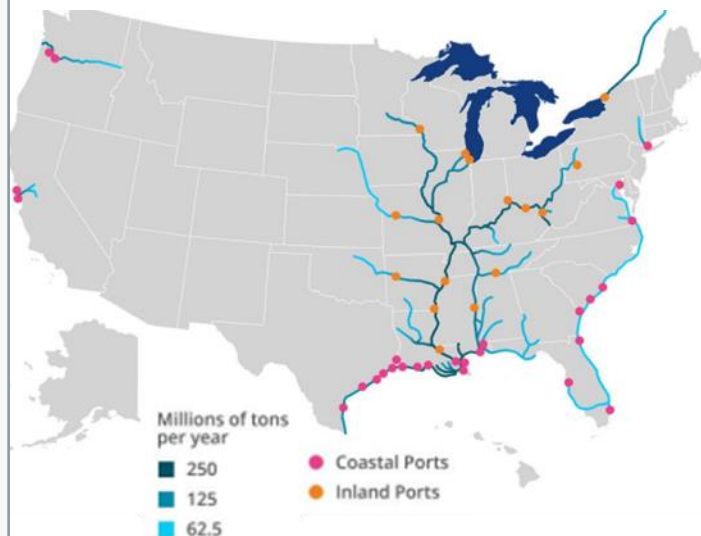 Millions of tons
per year
250
125
62.5
Coastal Ports
Inland Ports